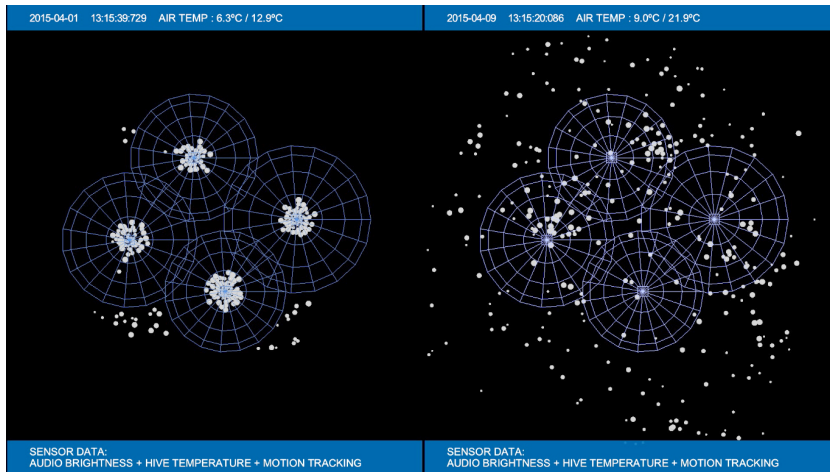 2015-04-01 13:15:39:729 AIR TEMP : 6.3ºC / 12.9ºC
SENSOR DATA:
AUDIO BRIGHTNESS + HIVE TEMPERATURE + MOTION TRACKING
2015-04-09 13:15:20:086 AIR TEMP : 9.0ºC / 21.9ºC
SENSOR DATA:
AUDIO BRIGHTNESS + HIVE TEMPERATURE + MOTION TRACKING